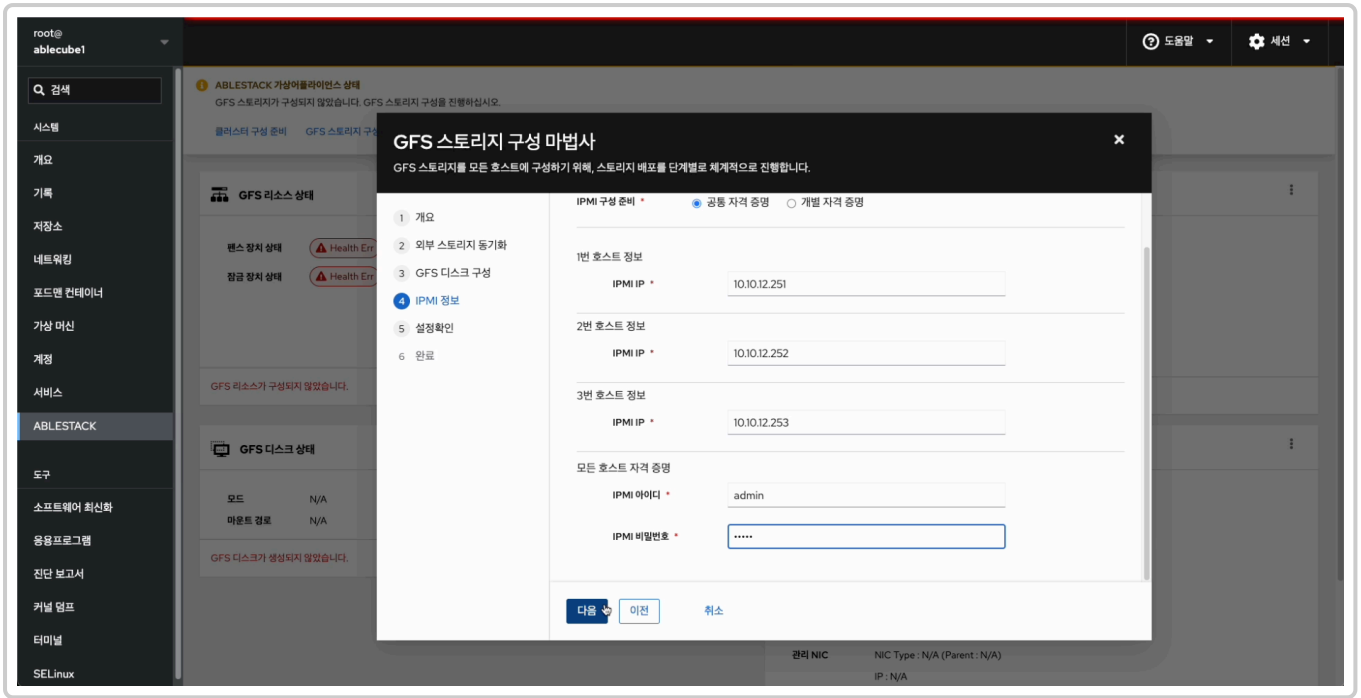 root@
ablecube1
도움말
세션
검색
시스템
개요
기록
저장소
네트워킹
포드맨 컨테이너
가상 머신
계정
서비스
ABLESTACK
도구
소프트웨어 최신화
응용프로그램
진단 보고서
커널 덤프
터미널
SELinux
ABLESTACK 가상어플라이언스 상태
GFS 스토리지가 구성되지 않았습니다. GFS 스토리지 구성을 진행하십시오.
클러스터 구성 준비
GFS 스토리지 구성
GFS 리소스 상태
펜스 장치 상태
Health Err
잠금 장치 상태
Health Err
GFS 리소스가 구성되지 않았습니다.
GFS 디스크 상태
모드
N/A
마운트 경로
N/A
GFS 디스크가 생성되지 않았습니다.
GFS 스토리지 구성 마법사
GFS 스토리지를 모든 호스트에 구성하기 위해, 스토리지 배포를 단계별로 체계적으로 진행합니다.
1 개요
2 외부 스토리지 동기화
3 GFS 디스크 구성
4 IPMI 정보
5 설정확인
6 완료
IPMI 구성 준비 *
공통 자격 증명
개별 자격 증명
1번 호스트 정보
IPMI IP * 10.10.12.251
2번 호스트 정보
IPMI IP * 10.10.12.252
3번 호스트 정보
IPMI IP * 10.10.12.253
모든 호스트 자격 증명
IPMI 아이디 * admin
IPMI 비밀번호 * •••••
다음
이전
취소
관리 NIC
NIC Type : N/A (Parent : N/A)
IP : N/A